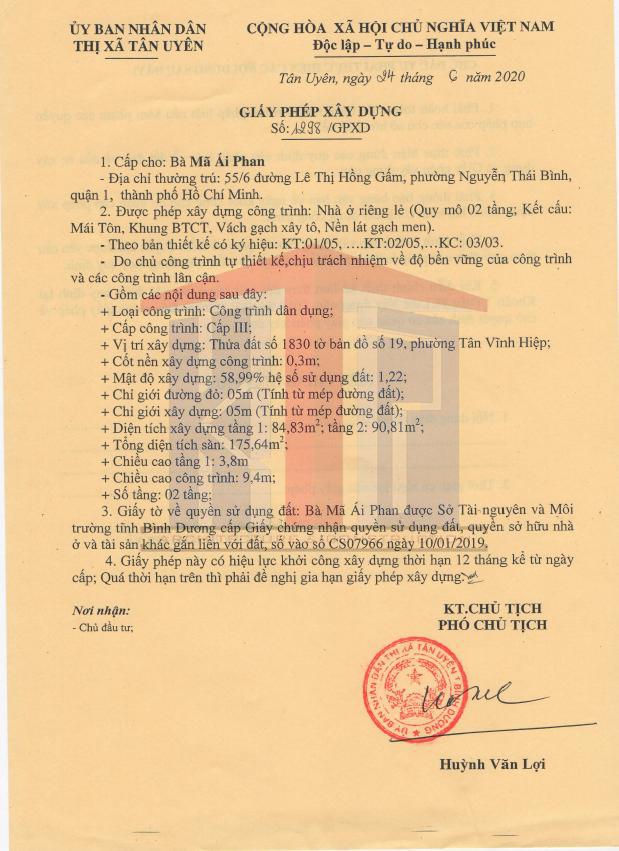 ỦY BAN NHÂN DÂN
THỊ XÃ TÂN UYÊN
CỘNG HÒA XÃ HỘI CHỦ NGHĨA VIỆT NAM
Độc lập – Tự do – Hạnh phúc
Tân Uyên, ngày 24 tháng 6 năm 2020
GIẤY PHÉP XÂY DỰNG
Số: 1298 /GPXD
1. Cấp cho: Bà Mã Ái Phan
- Địa chỉ thường trú: 55/6 đường Lê Thị Hồng Gấm, phường Nguyễn Thái Bình,
quận 1, thành phố Hồ Chí Minh.
2. Được phép xây dựng công trình: Nhà ở riêng lẻ (Quy mô 02 tầng; Kết cấu:
Mái Tôn, Khung BTCT, Vách gạch xây tô, Nền lát gạch men).
- Theo bản thiết kế có ký hiệu: KT:01/05, ….KT:02/05,…KC: 03/03.
- Do chủ công trình tự thiết kế,chịu trách nhiệm về độ bền vững của công trình
và các công trình lân cận.
- Gồm các nội dung sau đây:
+ Loại công trình: Công trình dân dụng;
+ Cấp công trình: Cấp III;
+ Vị trí xây dựng: Thửa đất số 1830 tờ bản đồ số 19, phường Tân Vĩnh Hiệp;
+ Cốt nền xây dựng công trình: 0,3m;
+ Mật độ xây dựng: 58,99% hệ số sử dụng đất: 1,22;
+ Chỉ giới đường đỏ: 05m (Tính từ mép đường đất);
+ Chỉ giới xây dựng: 05m (Tính từ mép đường đất);
+ Diện tích xây dựng tầng 1: 84,83m²; tầng 2: 90,81m²;
+ Tổng diện tích sàn: 175,64m²;
+ Chiều cao tầng 1: 3,8m
+ Chiều cao công trình: 9,4m;
+ Số tầng: 02 tầng;
3. Giấy tờ về quyền sử dụng đất: Bà Mã Ái Phan được Sở Tài nguyên và Môi
trường tỉnh Bình Dương cấp Giấy chứng nhận quyền sử dụng đất, quyền sở hữu nhà
ở và tài sản khác gắn liền với đất, số vào sổ CS07966 ngày 10/01/2019.
4. Giấy phép này có hiệu lực khởi công xây dựng thời hạn 12 tháng kể từ ngày
cấp; Quá thời hạn trên thì phải đề nghị gia hạn giấy phép xây dựng.
Nơi nhận:
- Chủ đầu tư;
KT.CHỦ TỊCH
PHÓ CHỦ TỊCH
ỦY BAN NHÂN DÂN THỊ XÃ TÂN UYÊN T.BÌNH DƯƠNG
Huỳnh Văn Lợi